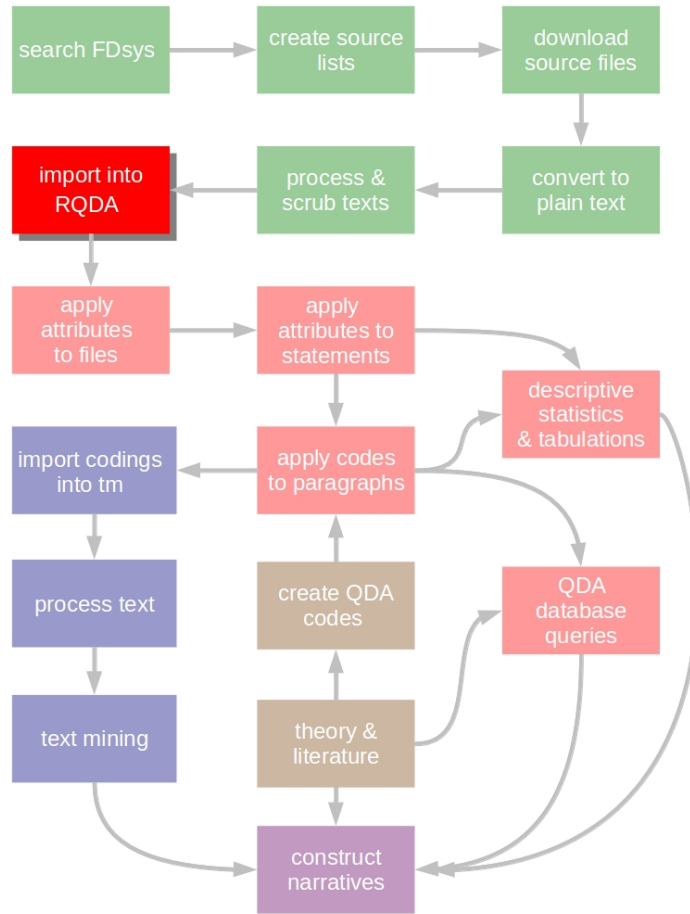 search FDsys
create source
lists
download
source files
import into
RQDA
process &
scrub texts
convert to
plain text
apply
attributes
to files
apply
attributes to
statements
descriptive
statistics
& tabulations
import codings
into tm
apply codes
to paragraphs
process text
create QDA
codes
QDA
database
queries
text mining
theory &
literature
construct
narratives